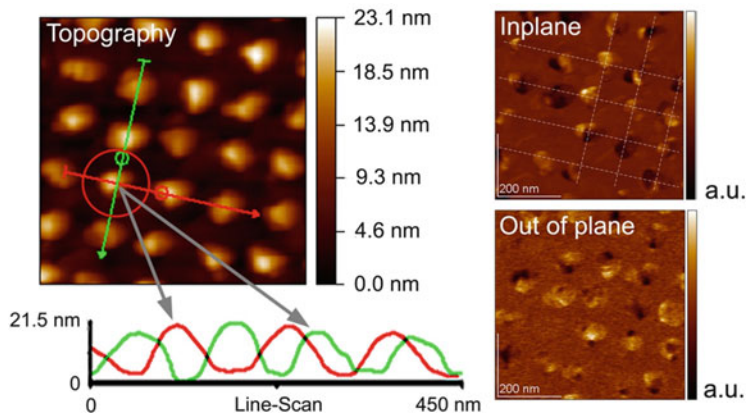 Topography
23.1 nm
18.5 nm
13.9 nm
9.3 nm
4.6 nm
0.0 nm
21.5 nm
0
0
Line-Scan
450 nm
Inplane
200 nm
a.u.
Out of plane
200 nm
a.u.